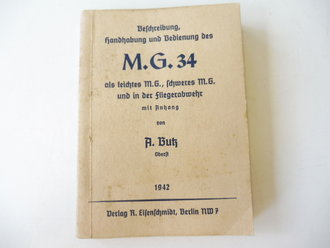 Beschreibung,
Handhabung und Bedienung des
M.G. 34
als leichtes M.G., schweres M.G.
und in der Fliegerabwehr
mit Anhang
von
A. Butz
Oberst
1942
Verlag R. Eisenschmidt, Berlin NW 7